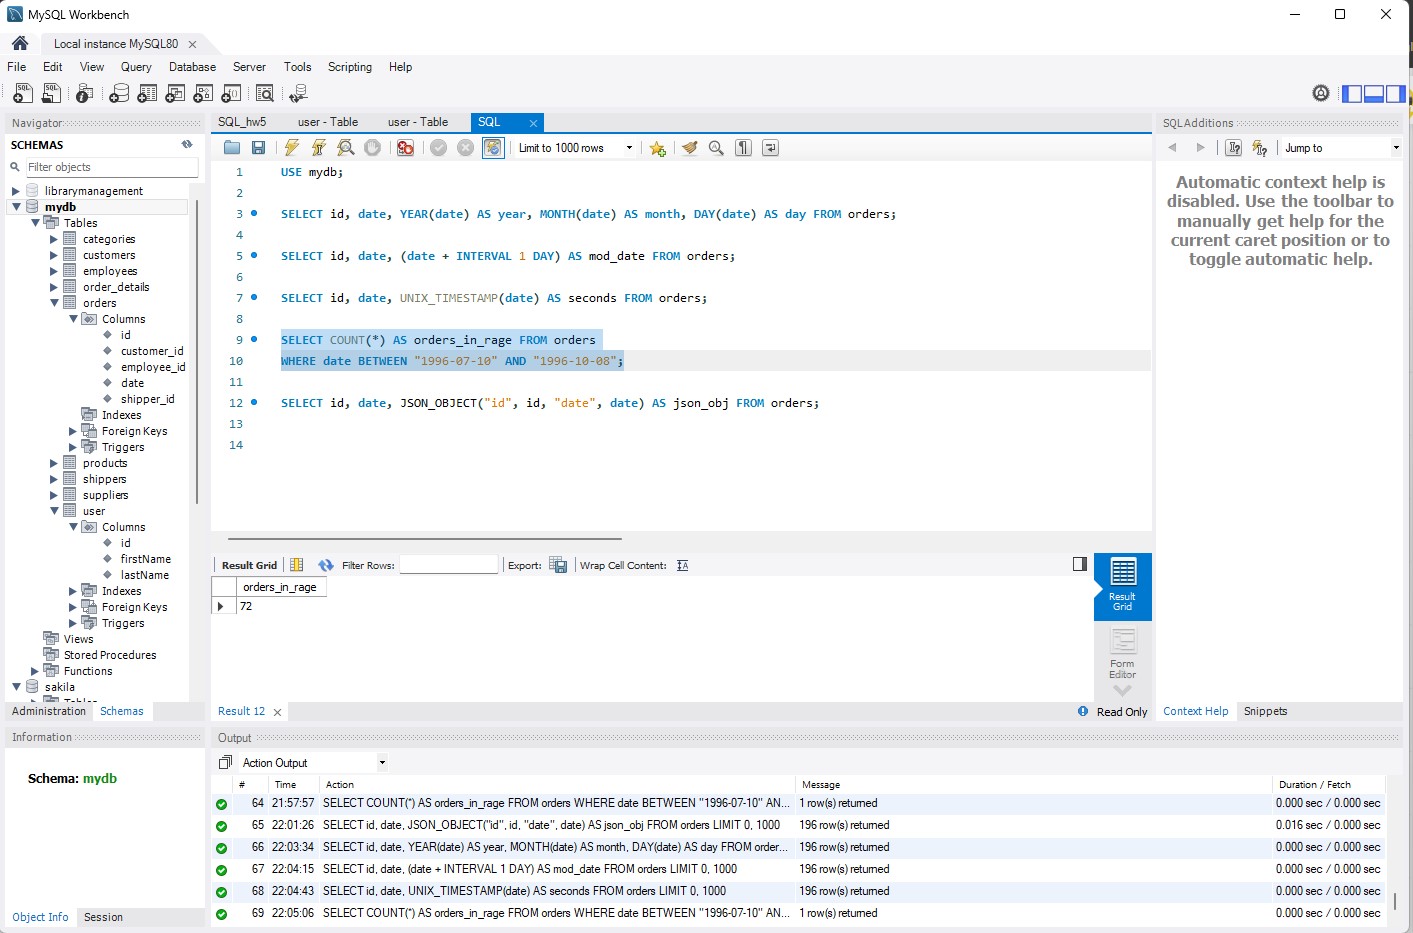 MySQL Workbench
Local instance MySQL80
File Edit View Query Database Server Tools Scripting Help
Navigator
SCHEMAS
Filter objects
librarymanagement
mydb
Tables
categories
customers
employees
order_details
orders
Columns
id
customer_id
employee_id
date
shipper_id
Indexes
Foreign Keys
Triggers
products
shippers
suppliers
user
Columns
id
firstName
lastName
Indexes
Foreign Keys
Triggers
Views
Stored Procedures
Functions
sakila
Administration Schemas
Information
Schema: mydb
Object Info Session
SQL_hw5 user - Table user - Table SQL
Limit to 1000 rows
1 USE mydb;
2
3 SELECT id, date, YEAR(date) AS year, MONTH(date) AS month, DAY(date) AS day FROM orders;
4
5 SELECT id, date, (date + INTERVAL 1 DAY) AS mod_date FROM orders;
6
7 SELECT id, date, UNIX_TIMESTAMP(date) AS seconds FROM orders;
8
9 SELECT COUNT(*) AS orders_in_rage FROM orders
10 WHERE date BETWEEN "1996-07-10" AND "1996-10-08";
11
12 SELECT id, date, JSON_OBJECT("id", id, "date", date) AS json_obj FROM orders;
13
14
Result Grid Filter Rows: Export: Wrap Cell Content:
orders_in_rage
72
Result Grid
Form Editor
Result 12
Read Only
SQLAdditions
Jump to
Automatic context help is
disabled. Use the toolbar to
manually get help for the
current caret position or to
toggle automatic help.
Context Help Snippets
Output
Action Output
# Time Action Message Duration / Fetch
64 21:57:57 SELECT COUNT(*) AS orders_in_rage FROM orders WHERE date BETWEEN "1996-07-10" AN... 1 row(s) returned 0.000 sec / 0.000 sec
65 22:01:26 SELECT id, date, JSON_OBJECT("id", id, "date", date) AS json_obj FROM orders LIMIT 0, 1000 196 row(s) returned 0.016 sec / 0.000 sec
66 22:03:34 SELECT id, date, YEAR(date) AS year, MONTH(date) AS month, DAY(date) AS day FROM order... 196 row(s) returned 0.000 sec / 0.000 sec
67 22:04:15 SELECT id, date, (date + INTERVAL 1 DAY) AS mod_date FROM orders LIMIT 0, 1000 196 row(s) returned 0.000 sec / 0.000 sec
68 22:04:43 SELECT id, date, UNIX_TIMESTAMP(date) AS seconds FROM orders LIMIT 0, 1000 196 row(s) returned 0.000 sec / 0.000 sec
69 22:05:06 SELECT COUNT(*) AS orders_in_rage FROM orders WHERE date BETWEEN "1996-07-10" AN... 1 row(s) returned 0.000 sec / 0.000 sec